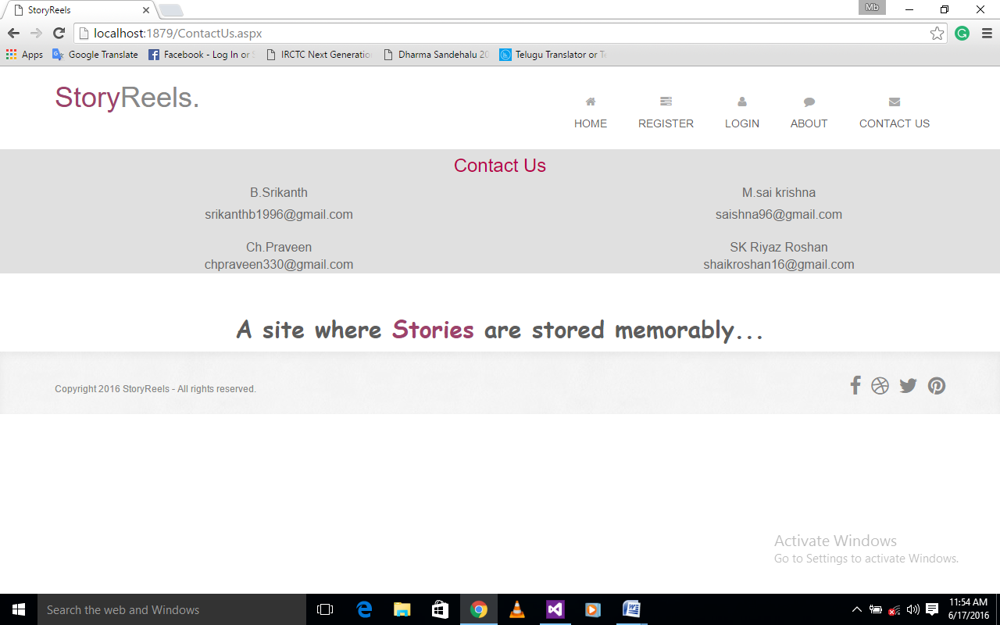 StoryReels
Mb
localhost:1879/ContactUs.aspx
Apps Google Translate Facebook - Log In or IRCTC Next Generatio Dharma Sandehalu 20 Telugu Translator or Te
StoryReels.
HOME REGISTER LOGIN ABOUT CONTACT US
Contact Us
B.Srikanth M.sai krishna
srikanthb1996@gmail.com saishna96@gmail.com
Ch.Praveen SK Riyaz Roshan
chpraveen330@gmail.com shaikroshan16@gmail.com
A site where Stories are stored memorably...
Copyright 2016 StoryReels - All rights reserved.
Activate Windows
Go to Settings to activate Windows.
Search the web and Windows
11:54 AM
6/17/2016